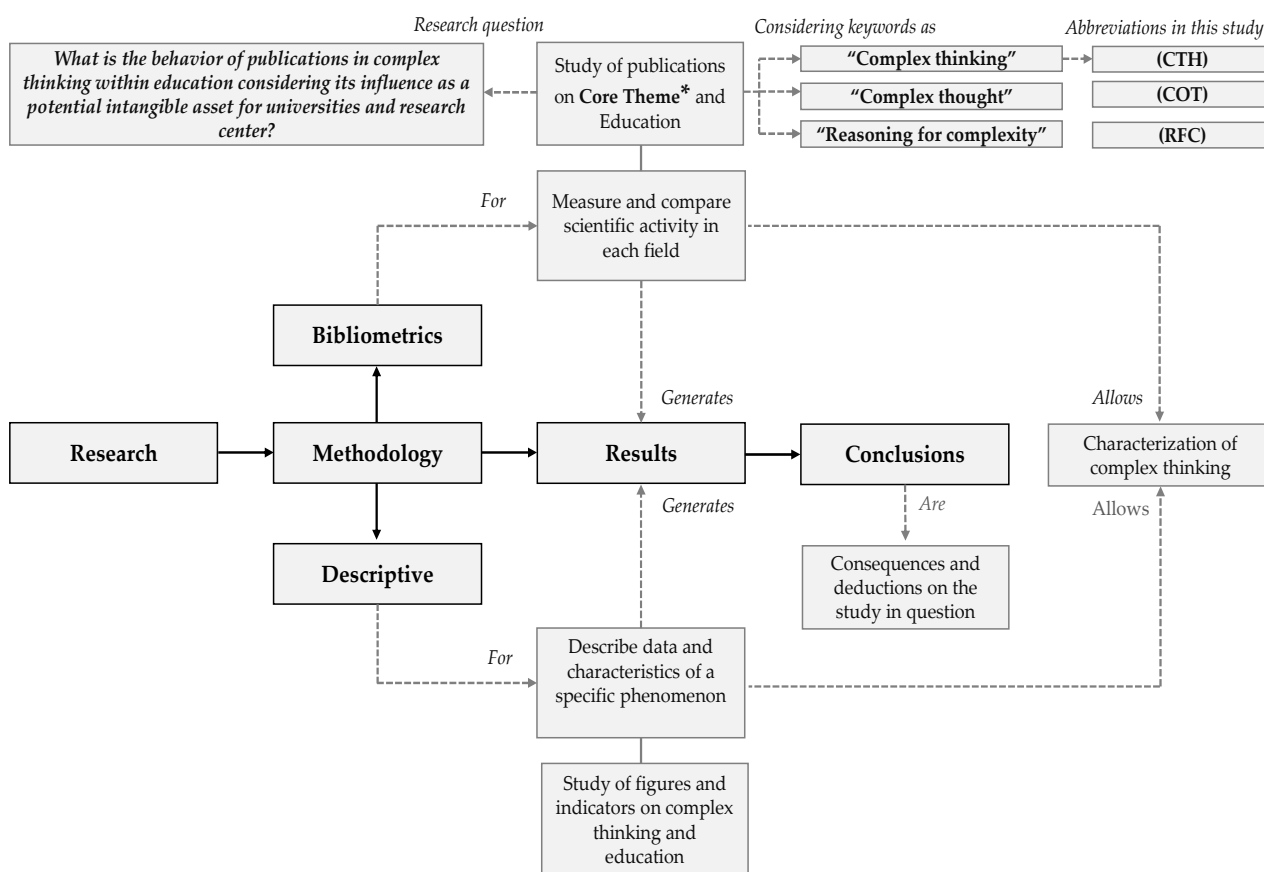 Research question
Considering keywords as
Abbreviations in this study
What is the behavior of publications in complex
thinking within education considering its influence as a
potential intangible asset for universities and research
center?
Study of publications
on Core Theme* and
Education
“Complex thinking”
(CTH)
“Complex thought”
(COT)
“Reasoning for complexity”
(RFC)
For
Measure and compare
scientific activity in
each field
Bibliometrics
Generates
Allows
Research
Methodology
Results
Conclusions
Characterization of
complex thinking
Generates
Are
Allows
Descriptive
Consequences and
deductions on the
study in question
For
Describe data and
characteristics of a
specific phenomenon
Study of figures and
indicators on complex
thinking and
education